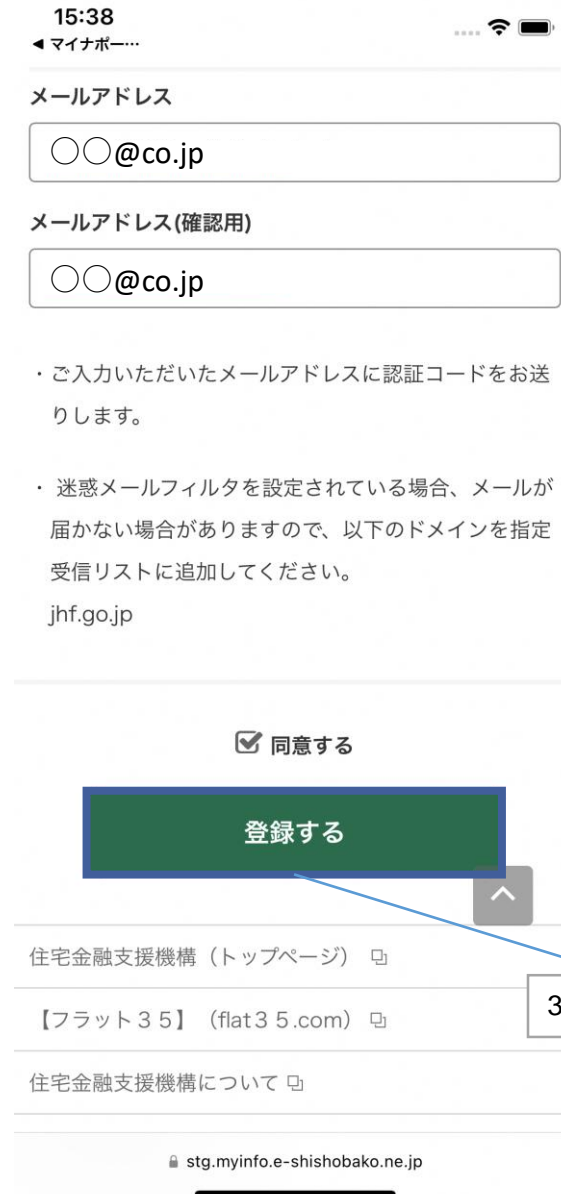 15:38
◀ マイナポー…
メールアドレス
○○@co.jp
メールアドレス(確認用)
○○@co.jp
・ご入力いただいたメールアドレスに認証コードをお送
りします。
・ 迷惑メールフィルタを設定されている場合、メールが
届かない場合がありますので、以下のドメインを指定
受信リストに追加してください。
jhf.go.jp
同意する
登録する
住宅金融支援機構（トップページ）
3
【フラット３５】（flat３５.com）
住宅金融支援機構について
stg.myinfo.e-shishobako.ne.jp